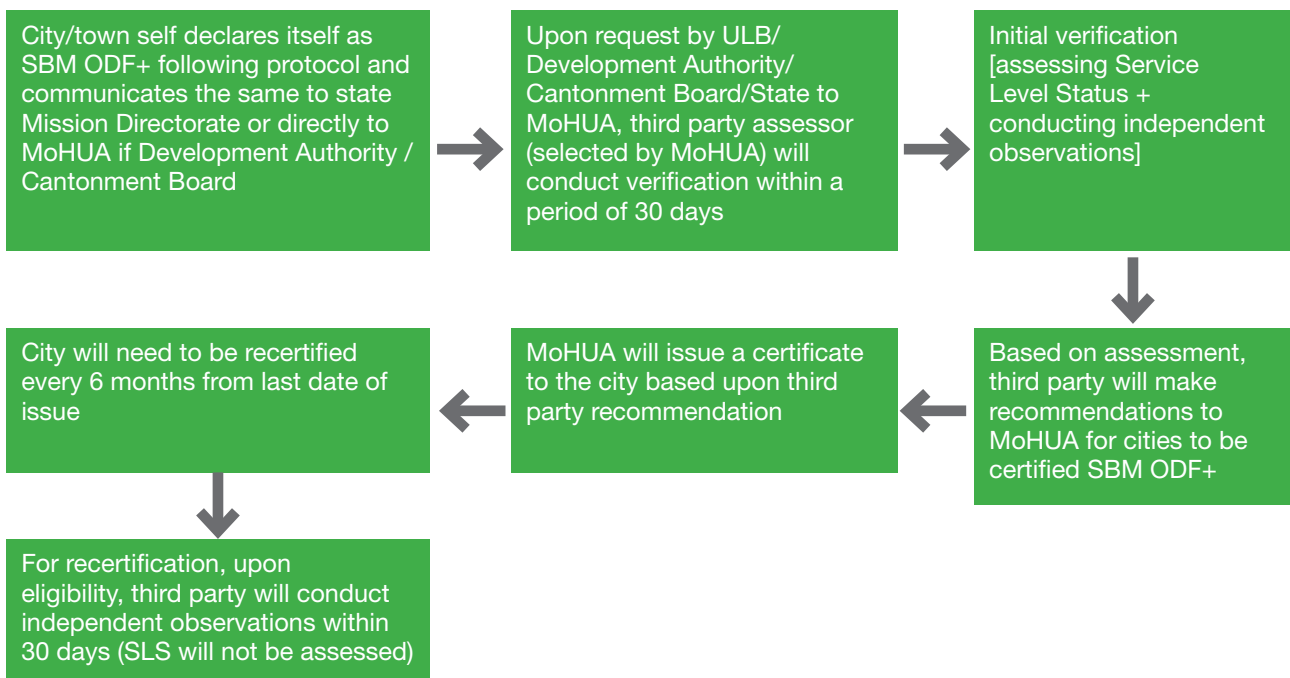 City/town self declares itself as
SBM ODF+ following protocol and
communicates the same to state
Mission Directorate or directly to
MoHUA if Development Authority /
Cantonment Board
Upon request by ULB/
Development Authority/
Cantonment Board/State to
MoHUA, third party assessor
(selected by MoHUA) will
conduct verification within a
period of 30 days
Initial verification
[assessing Service
Level Status +
conducting independent
observations]
Based on assessment,
third party will make
recommendations to
MoHUA for cities to be
certified SBM ODF+
MoHUA will issue a certificate
to the city based upon third
party recommendation
City will need to be recertified
every 6 months from last date of
issue
For recertification, upon
eligibility, third party will conduct
independent observations within
30 days (SLS will not be assessed)